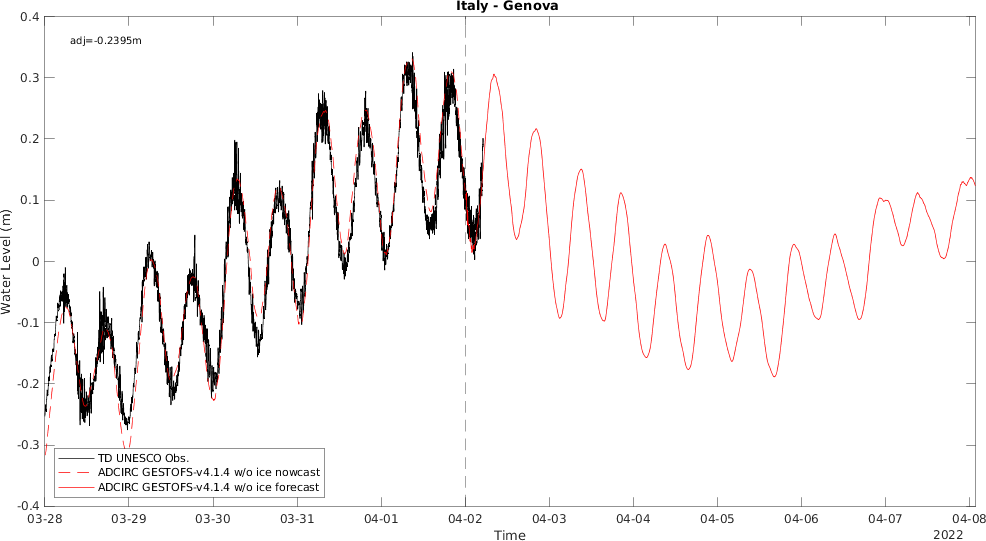 Italy - Genova
adj=-0.2395m
0.4
0.3
0.2
0.1
0
-0.1
-0.2
-0.3
-0.4
Water Level (m)
TD UNESCO Obs.
ADCIRC GESTOFS-v4.1.4 w/o ice nowcast
ADCIRC GESTOFS-v4.1.4 w/o ice forecast
03-28 03-29 03-30 03-31 04-01 04-02 04-03 04-04 04-05 04-06 04-07 04-08
Time
2022